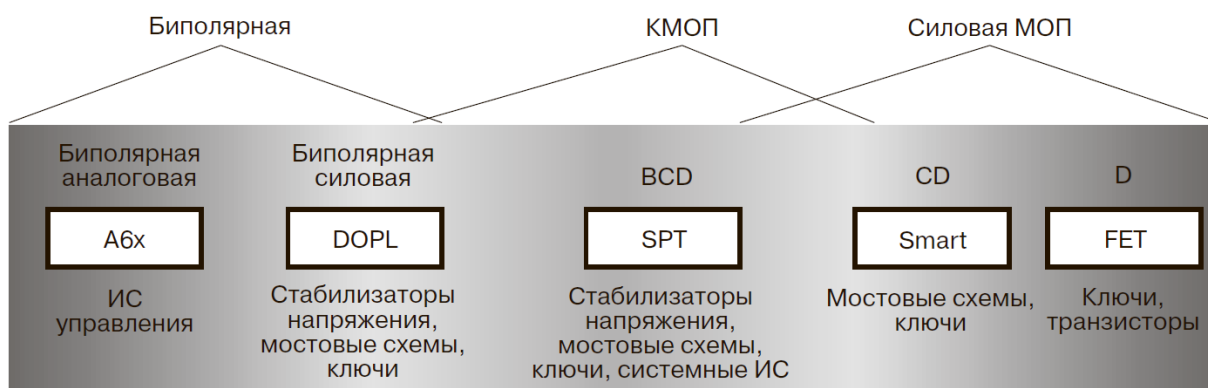 Биполярная
КМОП
Силовая МОП
Биполярная
аналоговая
A6x
ИС
управления
Биполярная
силовая
DOPL
Стабилизаторы
напряжения,
мостовые схемы,
ключи
BCD
SPT
Стабилизаторы
напряжения,
мостовые схемы,
ключи, системные ИС
CD
Smart
Мостовые схемы,
ключи
D
FET
Ключи,
транзисторы